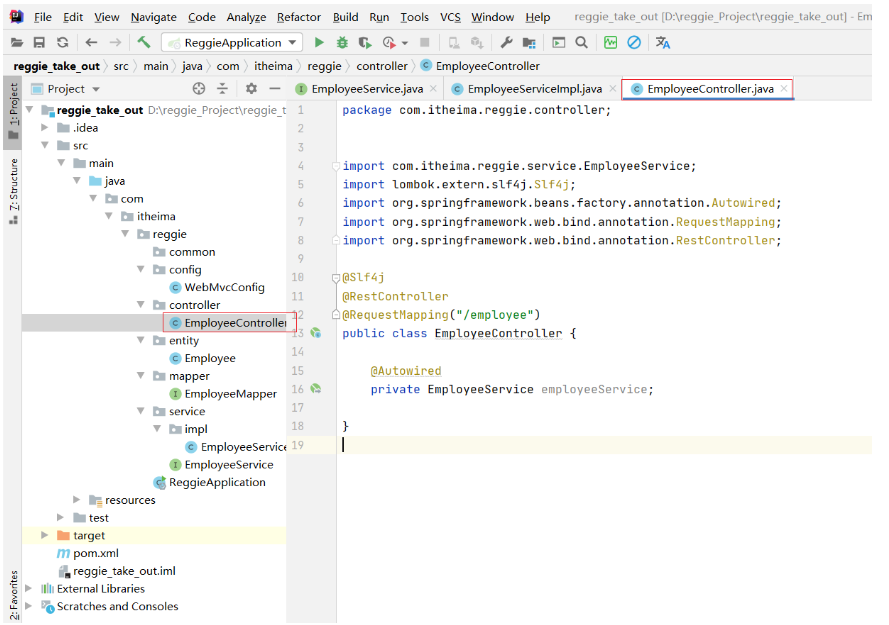 File Edit View Navigate Code Analyze Refactor Build Run Tools VCS Window Help reggie_take_out [D:\reggie_Project\reggie_take_out] - Em
ReggieApplication
reggie_take_out src main java com itheima reggie controller EmployeeController
1: Project
7: Structure
2: Favorites
Project
reggie_take_out D:\reggie_Project\reggie_t
.idea
src
main
java
com
itheima
reggie
common
config
WebMvcConfig
controller
EmployeeController
entity
Employee
mapper
EmployeeMapper
service
impl
EmployeeService
EmployeeService
ReggieApplication
resources
test
target
pom.xml
reggie_take_out.iml
External Libraries
Scratches and Consoles
EmployeeService.java EmployeeServiceImpl.java EmployeeController.java
1 package com.itheima.reggie.controller;
2
3
4 import com.itheima.reggie.service.EmployeeService;
5 import lombok.extern.slf4j.Slf4j;
6 import org.springframework.beans.factory.annotation.Autowired;
7 import org.springframework.web.bind.annotation.RequestMapping;
8 import org.springframework.web.bind.annotation.RestController;
9
10 @Slf4j
11 @RestController
12 @RequestMapping("/employee")
13 public class EmployeeController {
14
15 @Autowired
16 private EmployeeService employeeService;
17
18 }
19